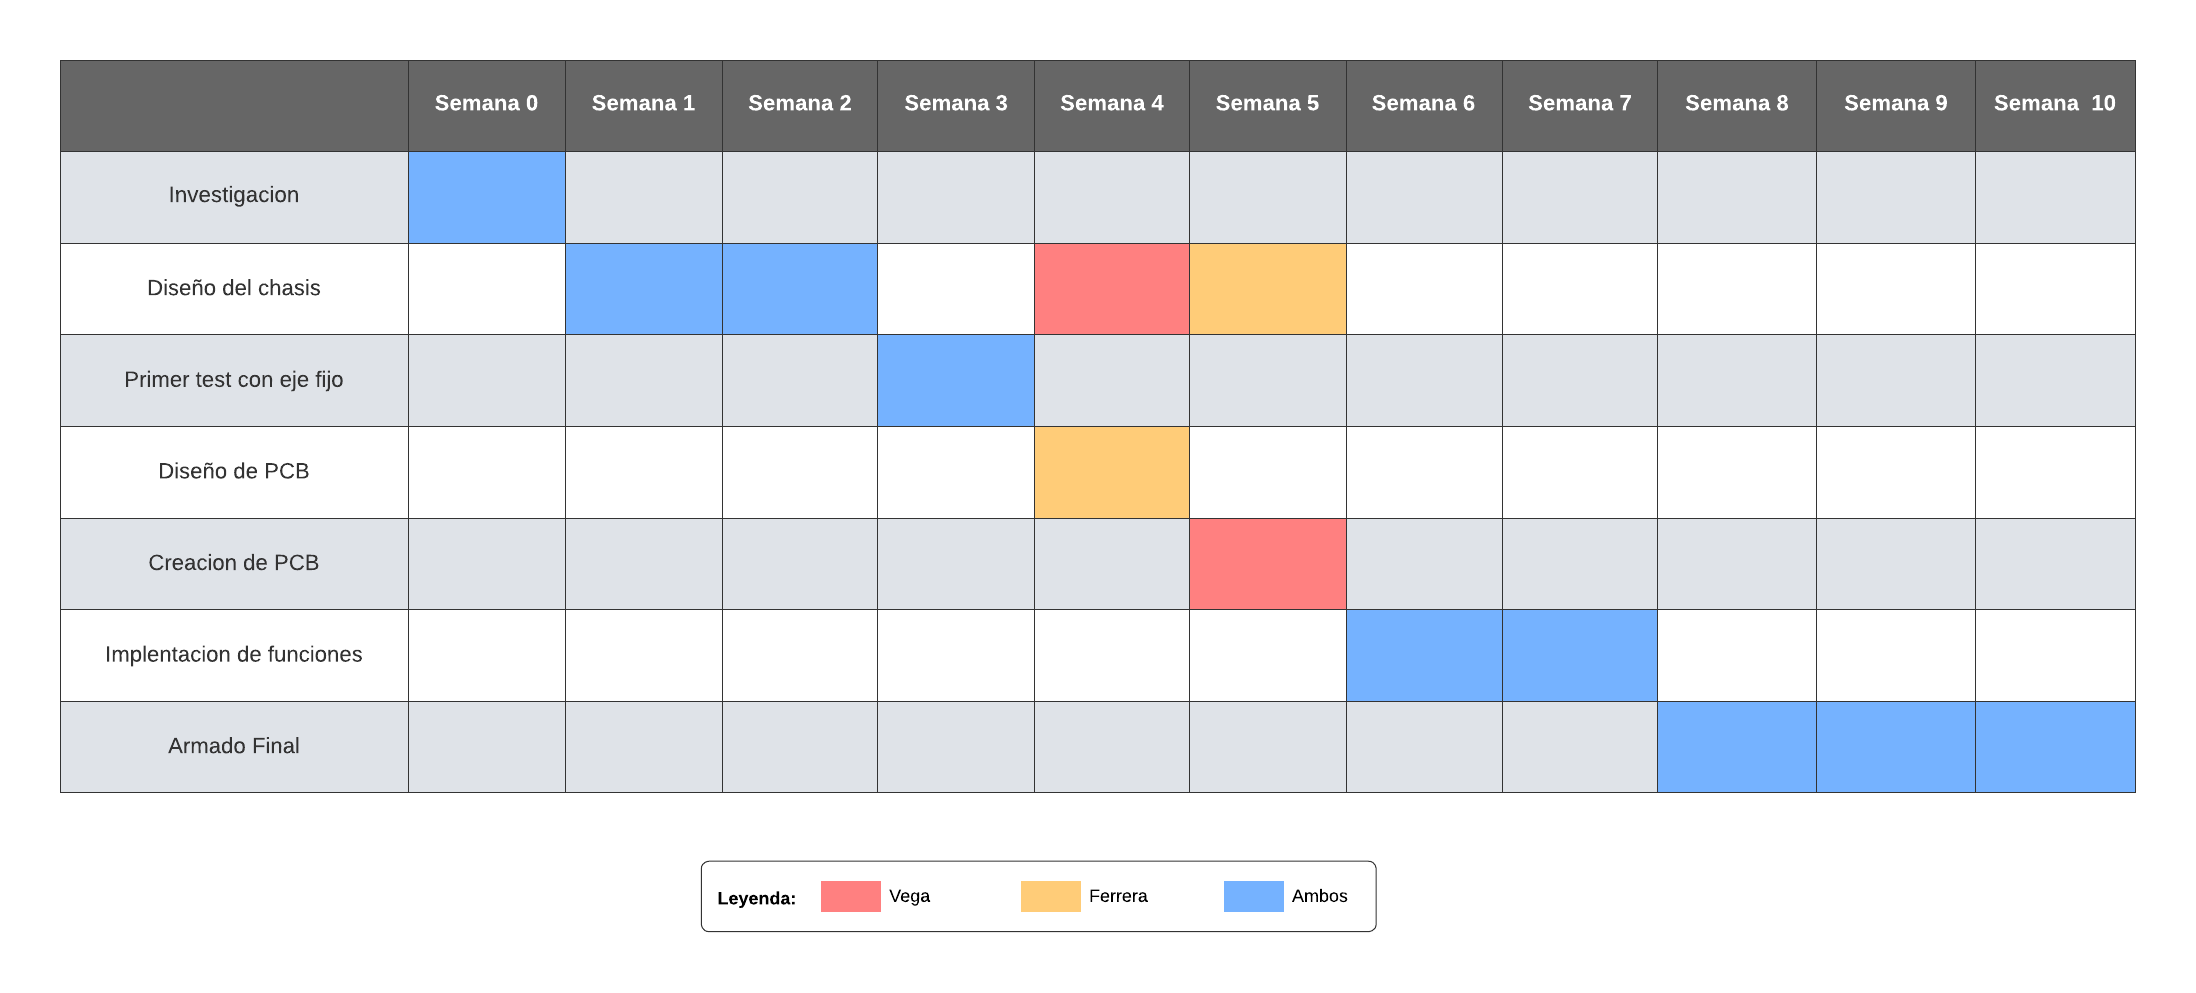 Semana 0 Semana 1 Semana 2 Semana 3 Semana 4 Semana 5 Semana 6 Semana 7 Semana 8 Semana 9 Semana  10
Investigacion
Diseño del chasis
Primer test con eje fijo
Diseño de PCB
Creacion de PCB
Implentacion de funciones
Armado Final
Leyenda: Vega Ferrera Ambos